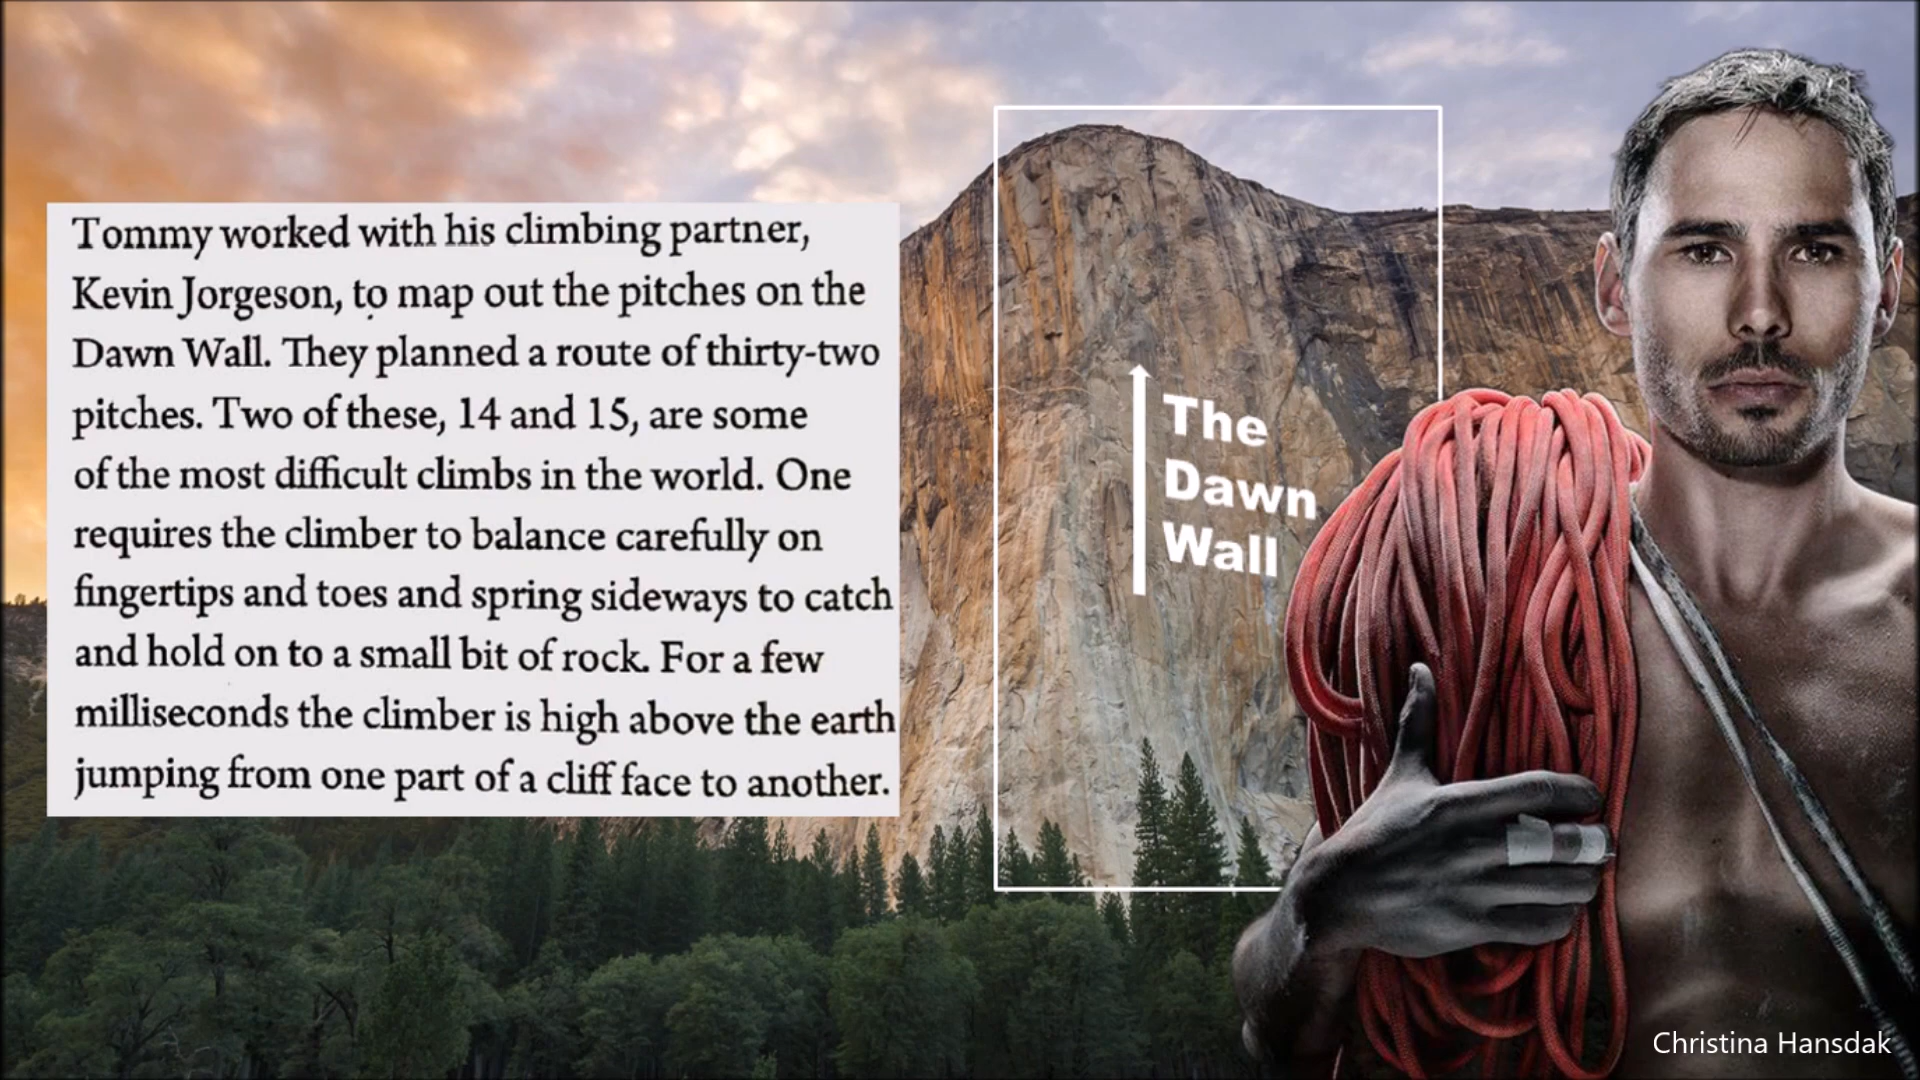 Tommy worked with his climbing partner,
Kevin Jorgeson, to map out the pitches on the
Dawn Wall. They planned a route of thirty-two
pitches. Two of these, 14 and 15, are some
of the most difficult climbs in the world. One
requires the climber to balance carefully on
fingertips and toes and spring sideways to catch
and hold on to a small bit of rock. For a few
milliseconds the climber is high above the earth
jumping from one part of a cliff face to another.
The
Dawn
Wall
Christina Hansdak